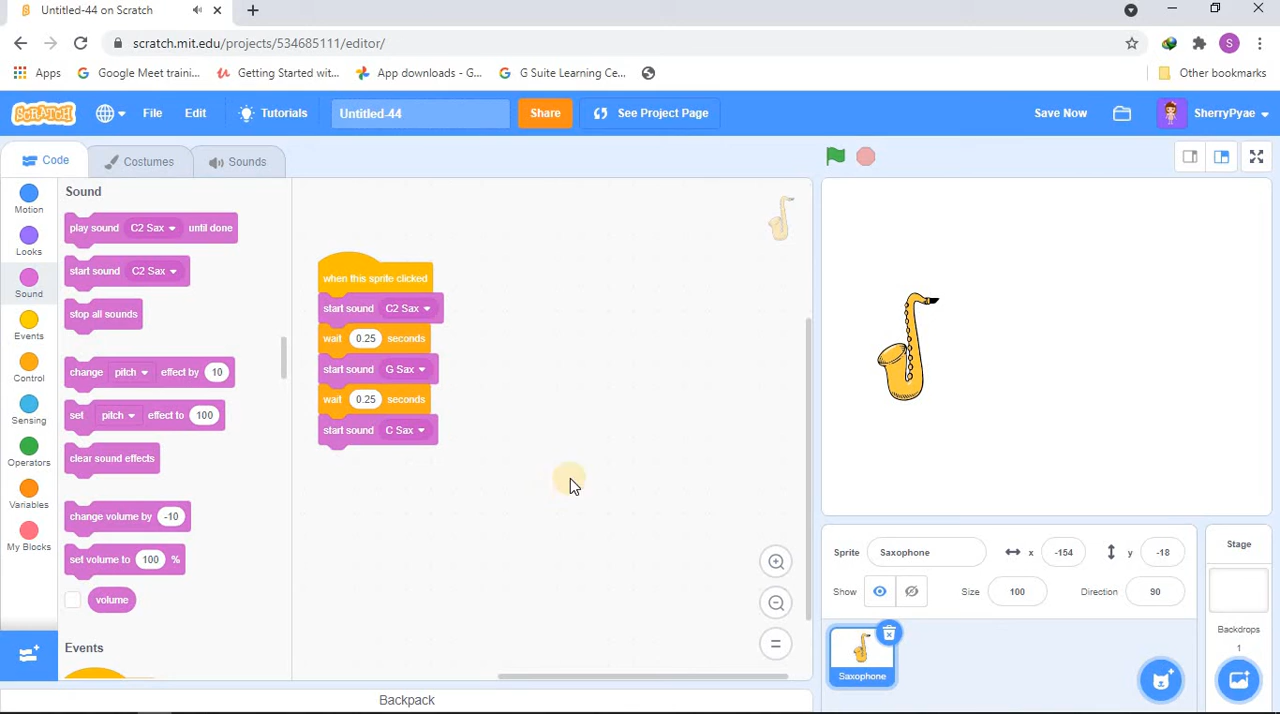 Untitled-44 on Scratch
scratch.mit.edu/projects/534685111/editor/
S
Apps
Google Meet traini...
Getting Started wit...
App downloads - G...
G Suite Learning Ce...
Other bookmarks
SCRATCH
File
Edit
Tutorials
Untitled-44
Share
See Project Page
Save Now
SherryPyae
Code
Costumes
Sounds
Motion
Looks
Sound
Events
Control
Sensing
Operators
Variables
My Blocks
Sound
play sound C2 Sax until done
start sound C2 Sax
stop all sounds
change pitch effect by 10
set pitch effect to 100
clear sound effects
change volume by -10
set volume to 100 %
volume
Events
when this sprite clicked
start sound C2 Sax
wait 0.25 seconds
start sound G Sax
wait 0.25 seconds
start sound C Sax
Sprite Saxophone x -154 y -18
Show Size 100 Direction 90
Saxophone
Stage
Backdrops
1
Backpack